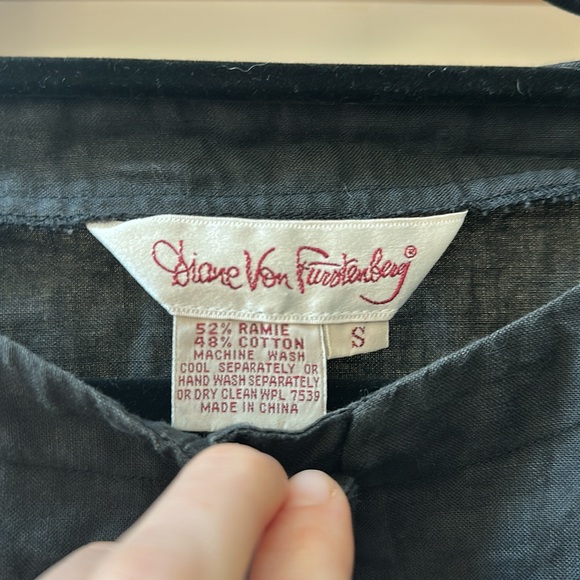 Diane Von Furstenberg®
S
52% RAMIE
48% COTTON
MACHINE WASH
COOL SEPARATELY OR
HAND WASH SEPARATELY
OR DRY CLEAN WPL 7539
MADE IN CHINA